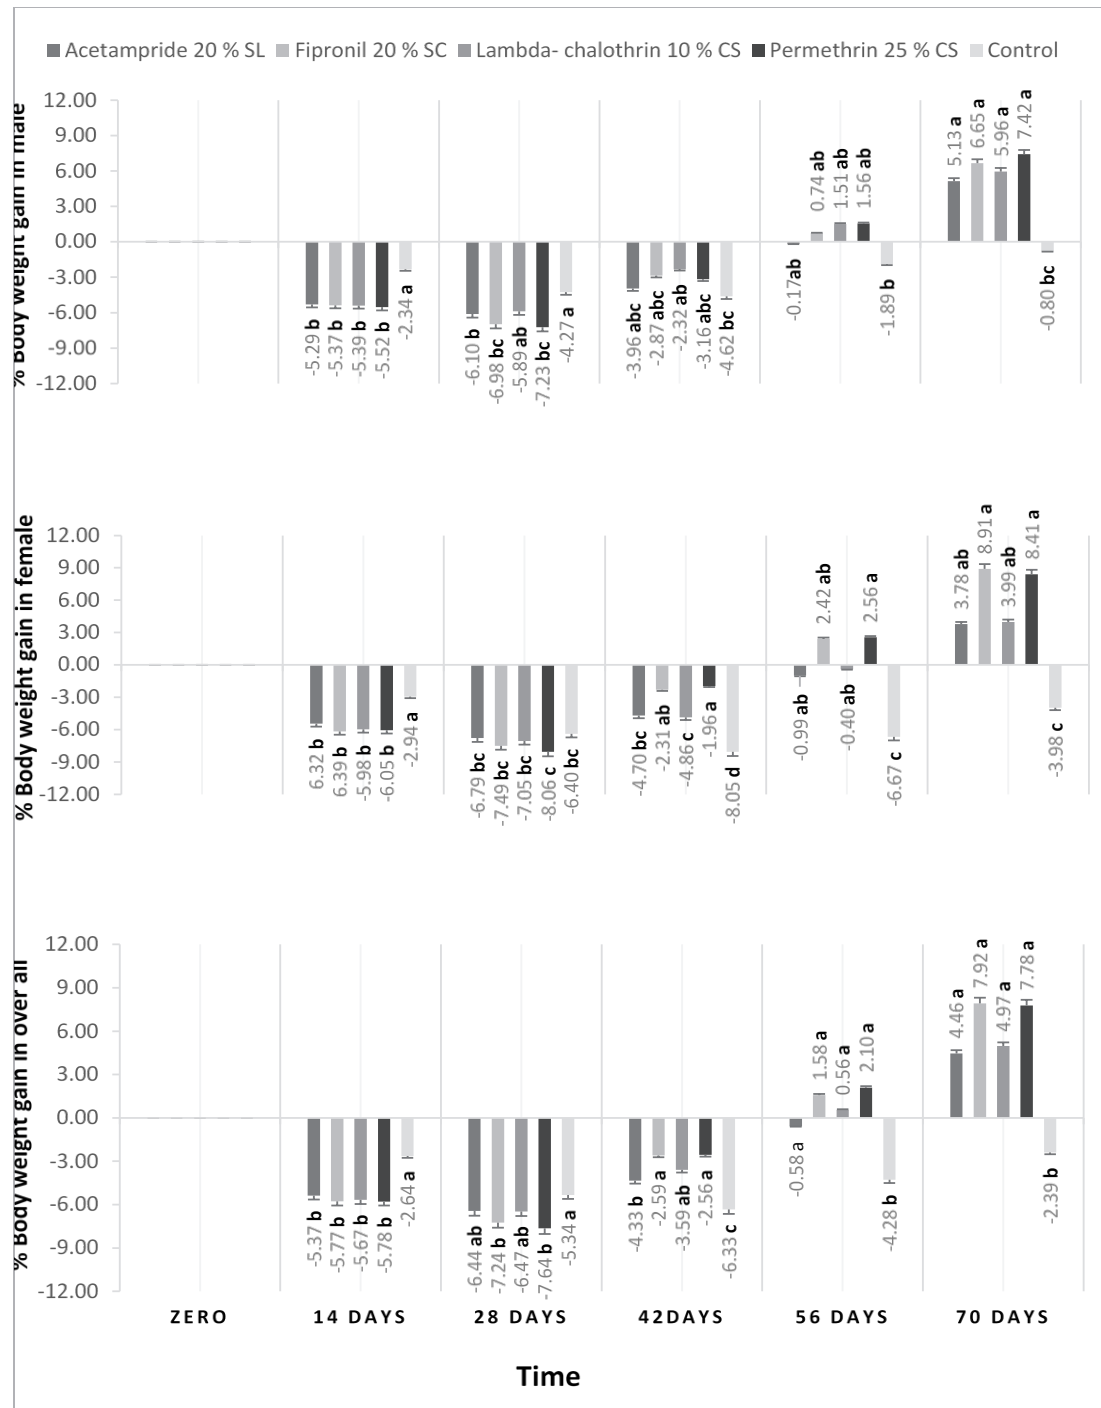 Acetampride 20 % SL Fipronil 20 % SC Lambda- chalothrin 10 % CS Permethrin 25 % CS Control
% Body weight gain in male
12.00
9.00
6.00
3.00
0.00
-3.00
-6.00
-9.00
-12.00
-5.29 b
-5.37 b
-5.39 b
-5.52 b
-2.34 a
-6.10 b
-6.98 bc
-5.89 ab
-7.23 bc
-4.27 a
-3.96 abc
-2.87 abc
-2.32 ab
-3.16 abc
-4.62 bc
-0.17ab
0.74 ab
1.51 ab
1.56 ab
-1.89 b
5.13 a
6.65 a
5.96 a
7.42 a
-0.80 bc
% Body weight gain in female
12.00
9.00
6.00
3.00
0.00
-3.00
-6.00
-9.00
-12.00
6.32 b
6.39 b
-5.98 b
-6.05 b
-2.94 a
-6.79 bc
-7.49 bc
-7.05 bc
-8.06 c
-6.40 bc
-4.70 bc
-2.31 ab
-4.86 c
-1.96 a
-8.05 d
-0.99 ab
2.42 ab
-0.40 ab
2.56 a
-6.67 c
3.78 ab
8.91 a
3.99 ab
8.41 a
-3.98 c
% Body weight gain in over all
12.00
9.00
6.00
3.00
0.00
-3.00
-6.00
-9.00
-12.00
-5.37 b
-5.77 b
-5.67 b
-5.78 b
-2.64 a
-6.44 ab
-7.24 b
-6.47 ab
-7.64 b
-5.34 a
-4.33 b
-2.59 a
-3.59 ab
-2.56 a
-6.33 c
-0.58 a
1.58 a
0.56 a
2.10 a
-4.28 b
4.46 a
7.92 a
4.97 a
7.78 a
-2.39 b
ZERO 14 DAYS 28 DAYS 42DAYS 56 DAYS 70 DAYS
Time